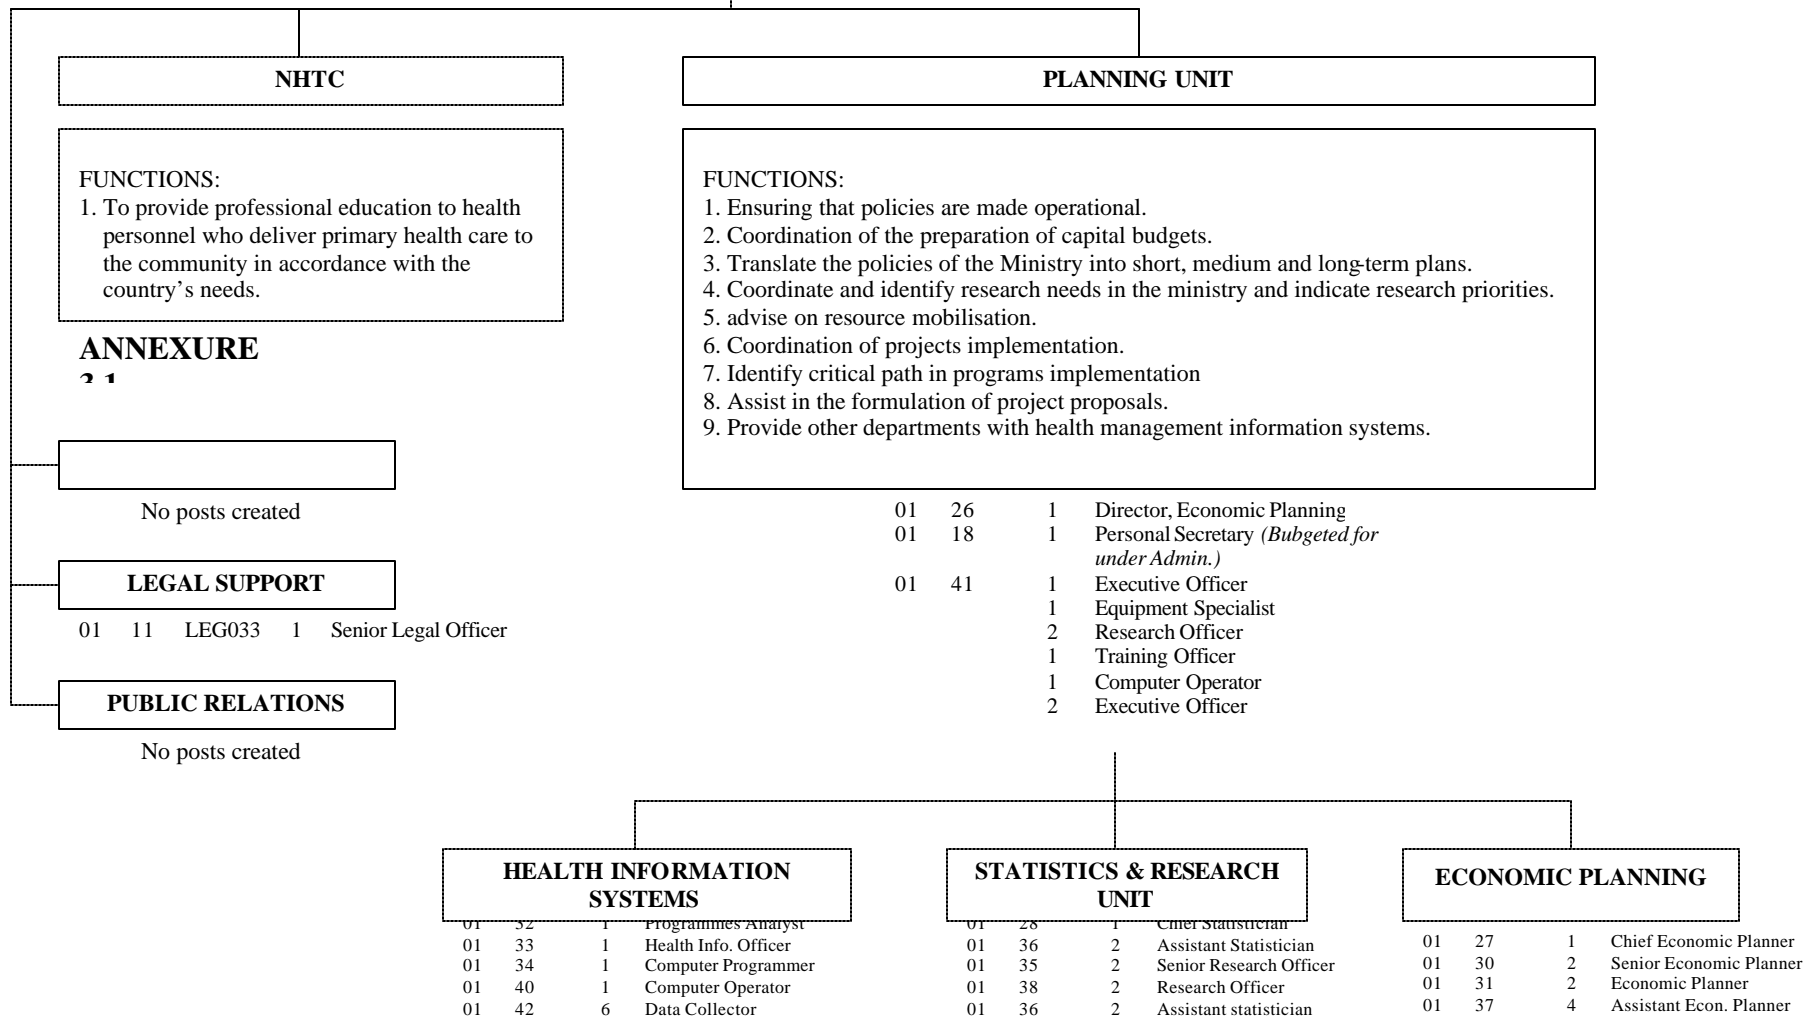 NHTC
FUNCTIONS:
1. To provide professional education to health
personnel who deliver primary health care to
the community in accordance with the
country's needs.
ANNEXURE
3.1
No posts created
LEGAL SUPPORT
01 11 LEG033 1 Senior Legal Officer
PUBLIC RELATIONS
No posts created
PLANNING UNIT
FUNCTIONS:
1. Ensuring that policies are made operational.
2. Coordination of the preparation of capital budgets.
3. Translate the policies of the Ministry into short, medium and long-term plans.
4. Coordinate and identify research needs in the ministry and indicate research priorities.
5. advise on resource mobilisation.
6. Coordination of projects implementation.
7. Identify critical path in programs implementation
8. Assist in the formulation of project proposals.
9. Provide other departments with health management information systems.
01 26 1 Director, Economic Planning
01 18 1 Personal Secretary (Bubgeted for
under Admin.)
01 41 1 Executive Officer
1 Equipment Specialist
2 Research Officer
1 Training Officer
1 Computer Operator
2 Executive Officer
HEALTH INFORMATION
SYSTEMS
01 32 1 Programmes Analyst
01 33 1 Health Info. Officer
01 34 1 Computer Programmer
01 40 1 Computer Operator
01 42 6 Data Collector
STATISTICS & RESEARCH
UNIT
01 28 1 Chief Statistician
01 36 2 Assistant Statistician
01 35 2 Senior Research Officer
01 38 2 Research Officer
01 36 2 Assistant statistician
ECONOMIC PLANNING
01 27 1 Chief Economic Planner
01 30 2 Senior Economic Planner
01 31 2 Economic Planner
01 37 4 Assistant Econ. Planner